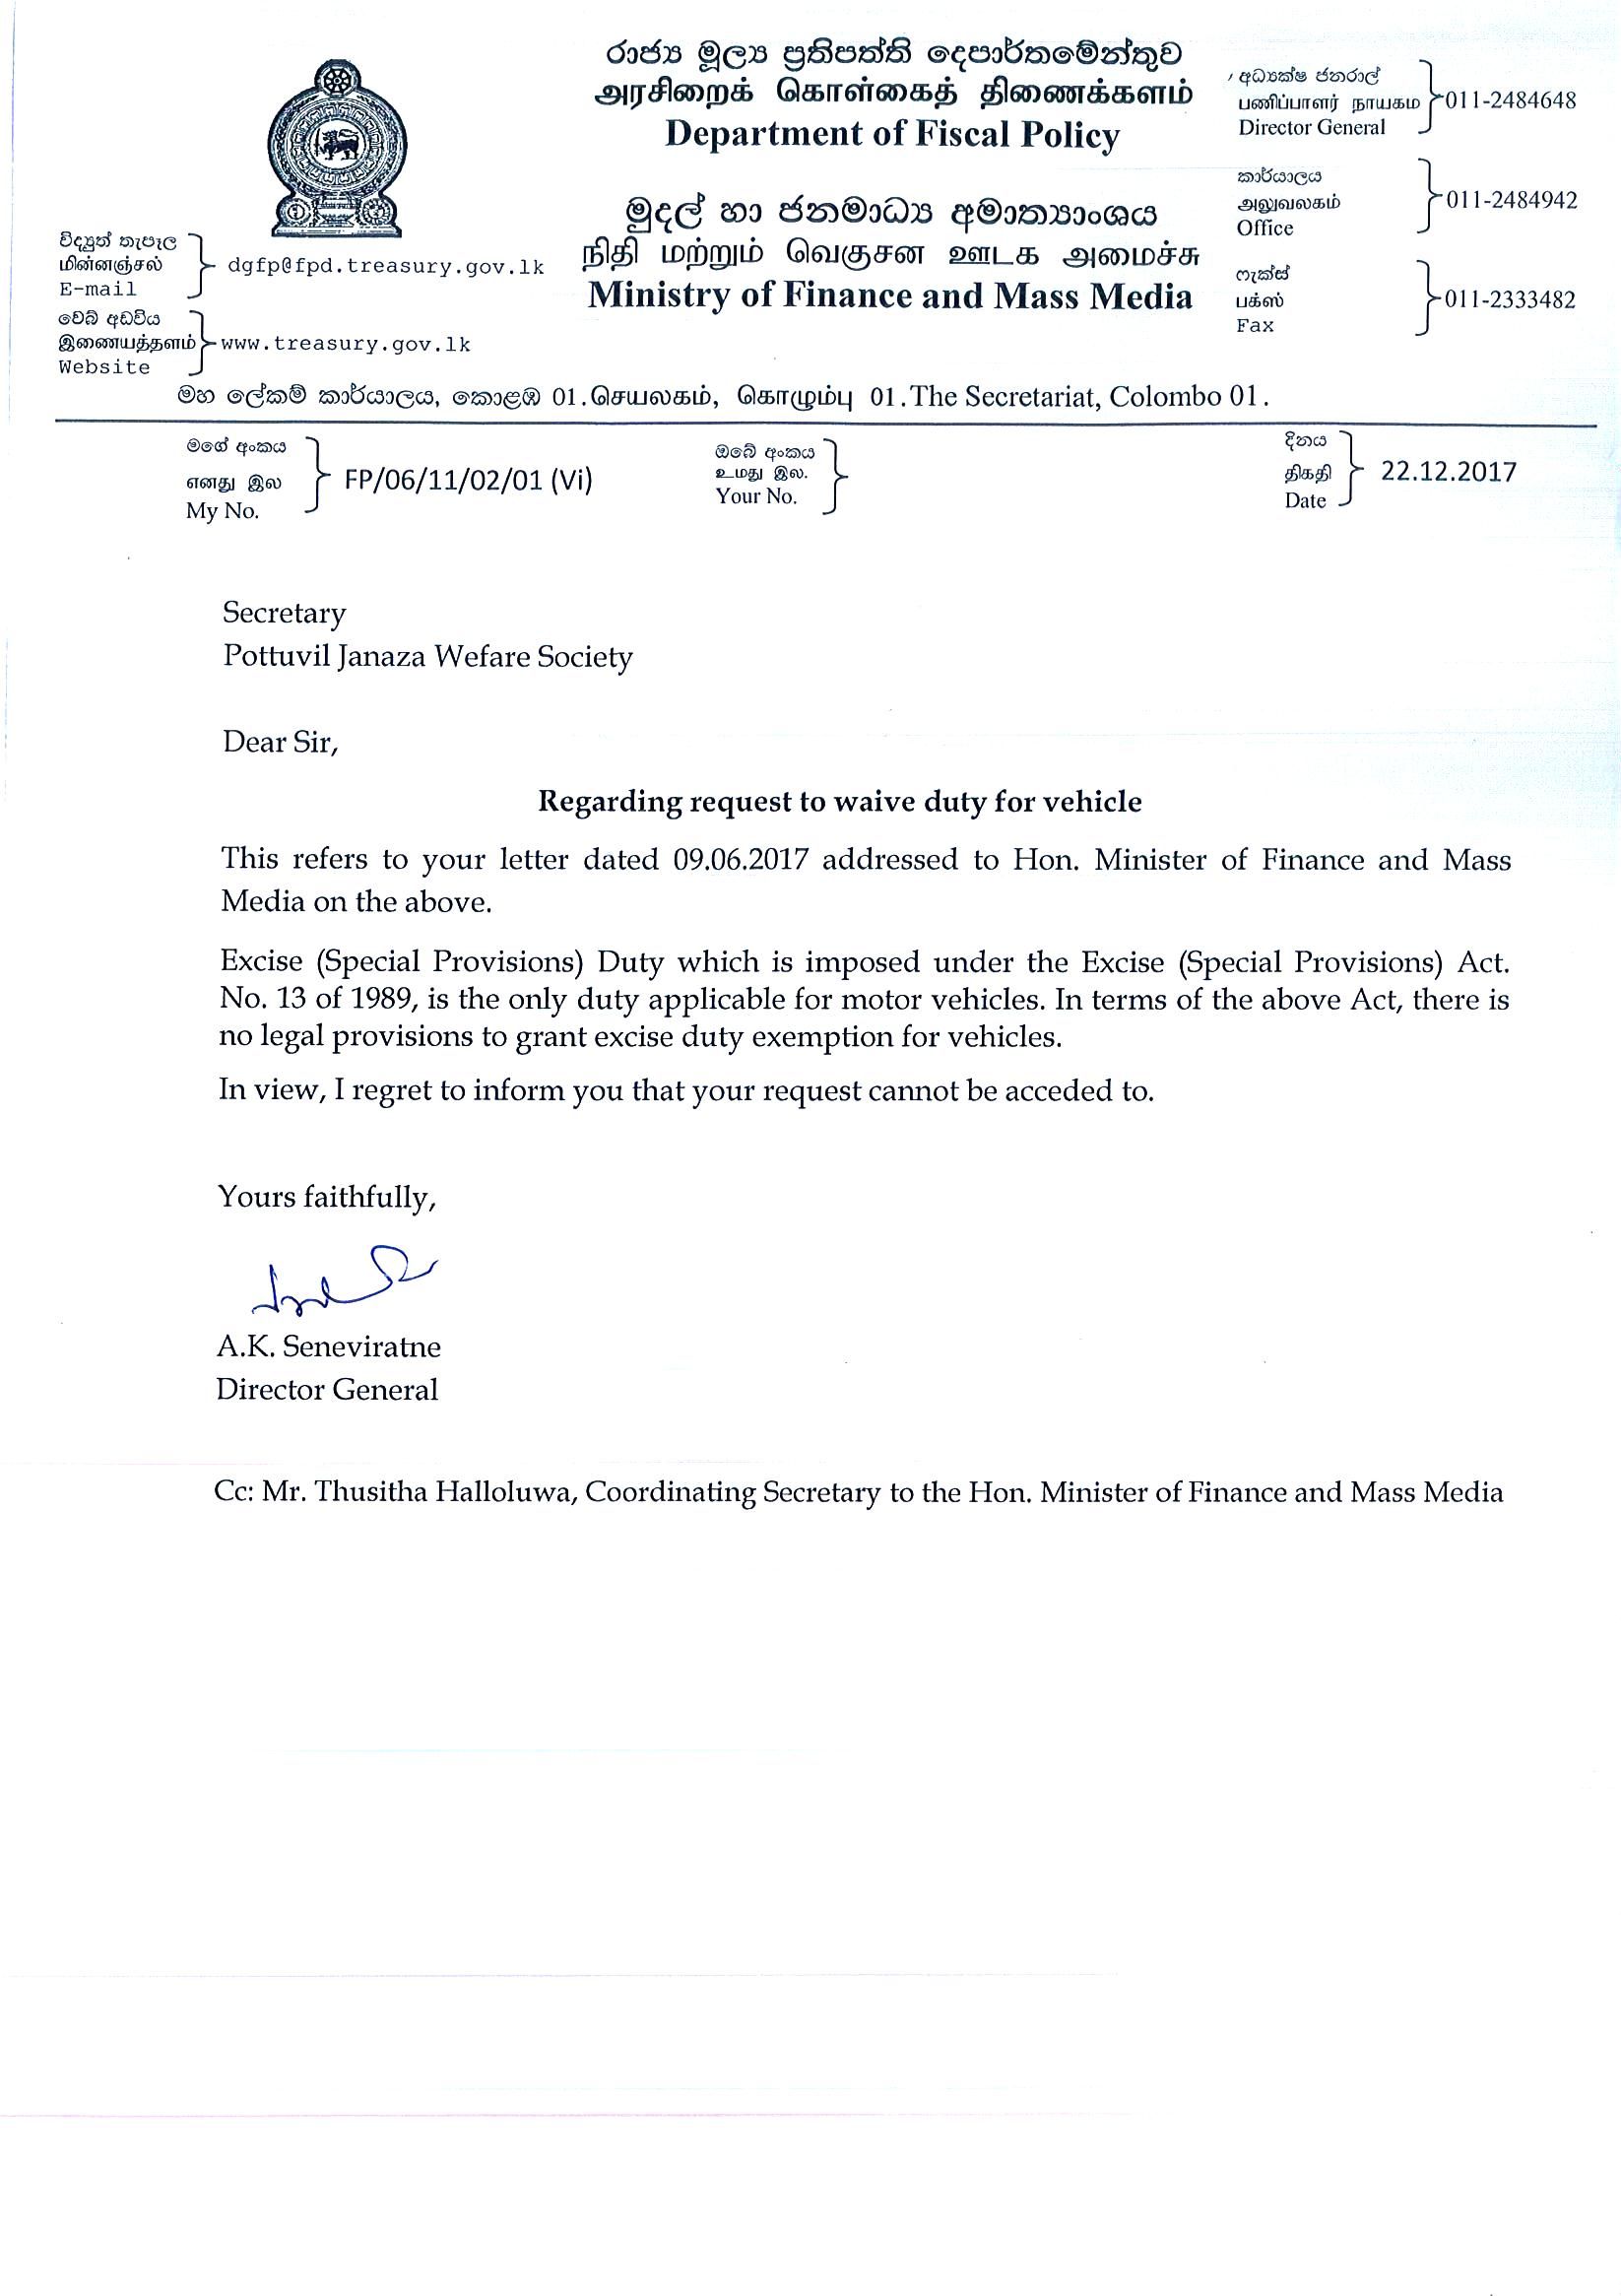 රාජ්‍ය මූල්‍ය ප්‍රතිපත්ති දෙපාර්තමේන්තුව
அரசிறைக் கொள்கைத் திணைக்களம்
Department of Fiscal Policy
මුදල් හා ජනමාධ්‍ය අමාත්‍යාංශය
நிதி மற்றும் வெகுசன ஊடக அமைச்சு
Ministry of Finance and Mass Media
අධ්‍යක්ෂ ජනරාල්
பணிப்பாளர் நாயகம 011-2484648
Director General
කාර්යාලය
அலுவலகம் 011-2484942
Office
ෆැක්ස්
பக்ஸ் 011-2333482
Fax
විද්‍යුත් තැපෑල
மின்னஞ்சல் dgfp@fpd.treasury.gov.lk
E-mail
වෙබ් අඩවිය
இணையத்தளம் www.treasury.gov.lk
Website
මහ ලේකම් කාර්යාලය, කොළඹ 01.செயலகம், கொழும்பு 01.The Secretariat, Colombo 01.
මගේ අංකය
எனது இல FP/06/11/02/01 (Vi)
My No.
ඔබේ අංකය
உமது இல.
Your No.
දිනය
திகதி 22.12.2017
Date
Secretary
Pottuvil Janaza Wefare Society
Dear Sir,
Regarding request to waive duty for vehicle
This refers to your letter dated 09.06.2017 addressed to Hon. Minister of Finance and Mass
Media on the above.
Excise (Special Provisions) Duty which is imposed under the Excise (Special Provisions) Act.
No. 13 of 1989, is the only duty applicable for motor vehicles. In terms of the above Act, there is
no legal provisions to grant excise duty exemption for vehicles.
In view, I regret to inform you that your request cannot be acceded to.
Yours faithfully,
A.K. Seneviratne
Director General
Cc: Mr. Thusitha Halloluwa, Coordinating Secretary to the Hon. Minister of Finance and Mass Media